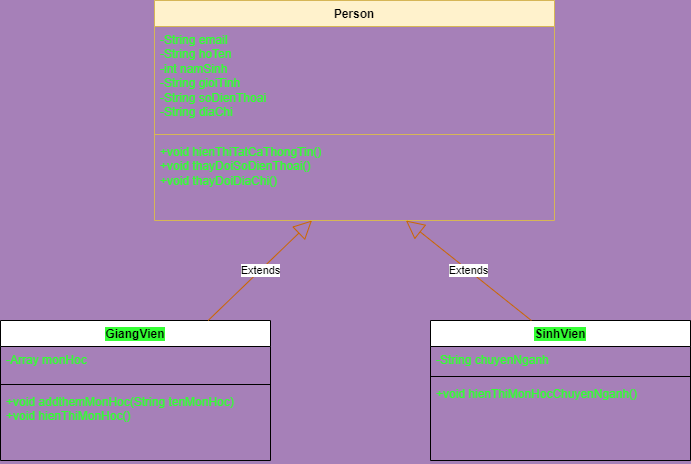 Person
-String email
-String hoTen
-Int namSinh
-String gioiTinh
-String soDienThoai
-String diaChi
+void hienThiTatCaThongTin()
+void thayDoiSoDienThoai()
+void thayDoiDiaChi()
Extends
Extends
GiangVien
-Array monHoc
+void addthemMonHoc(String tenMonHoc)
+void hienThiMonHoc()
SinhVien
-String chuyenNganh
+void hienThiMonHocChuyenNganh()